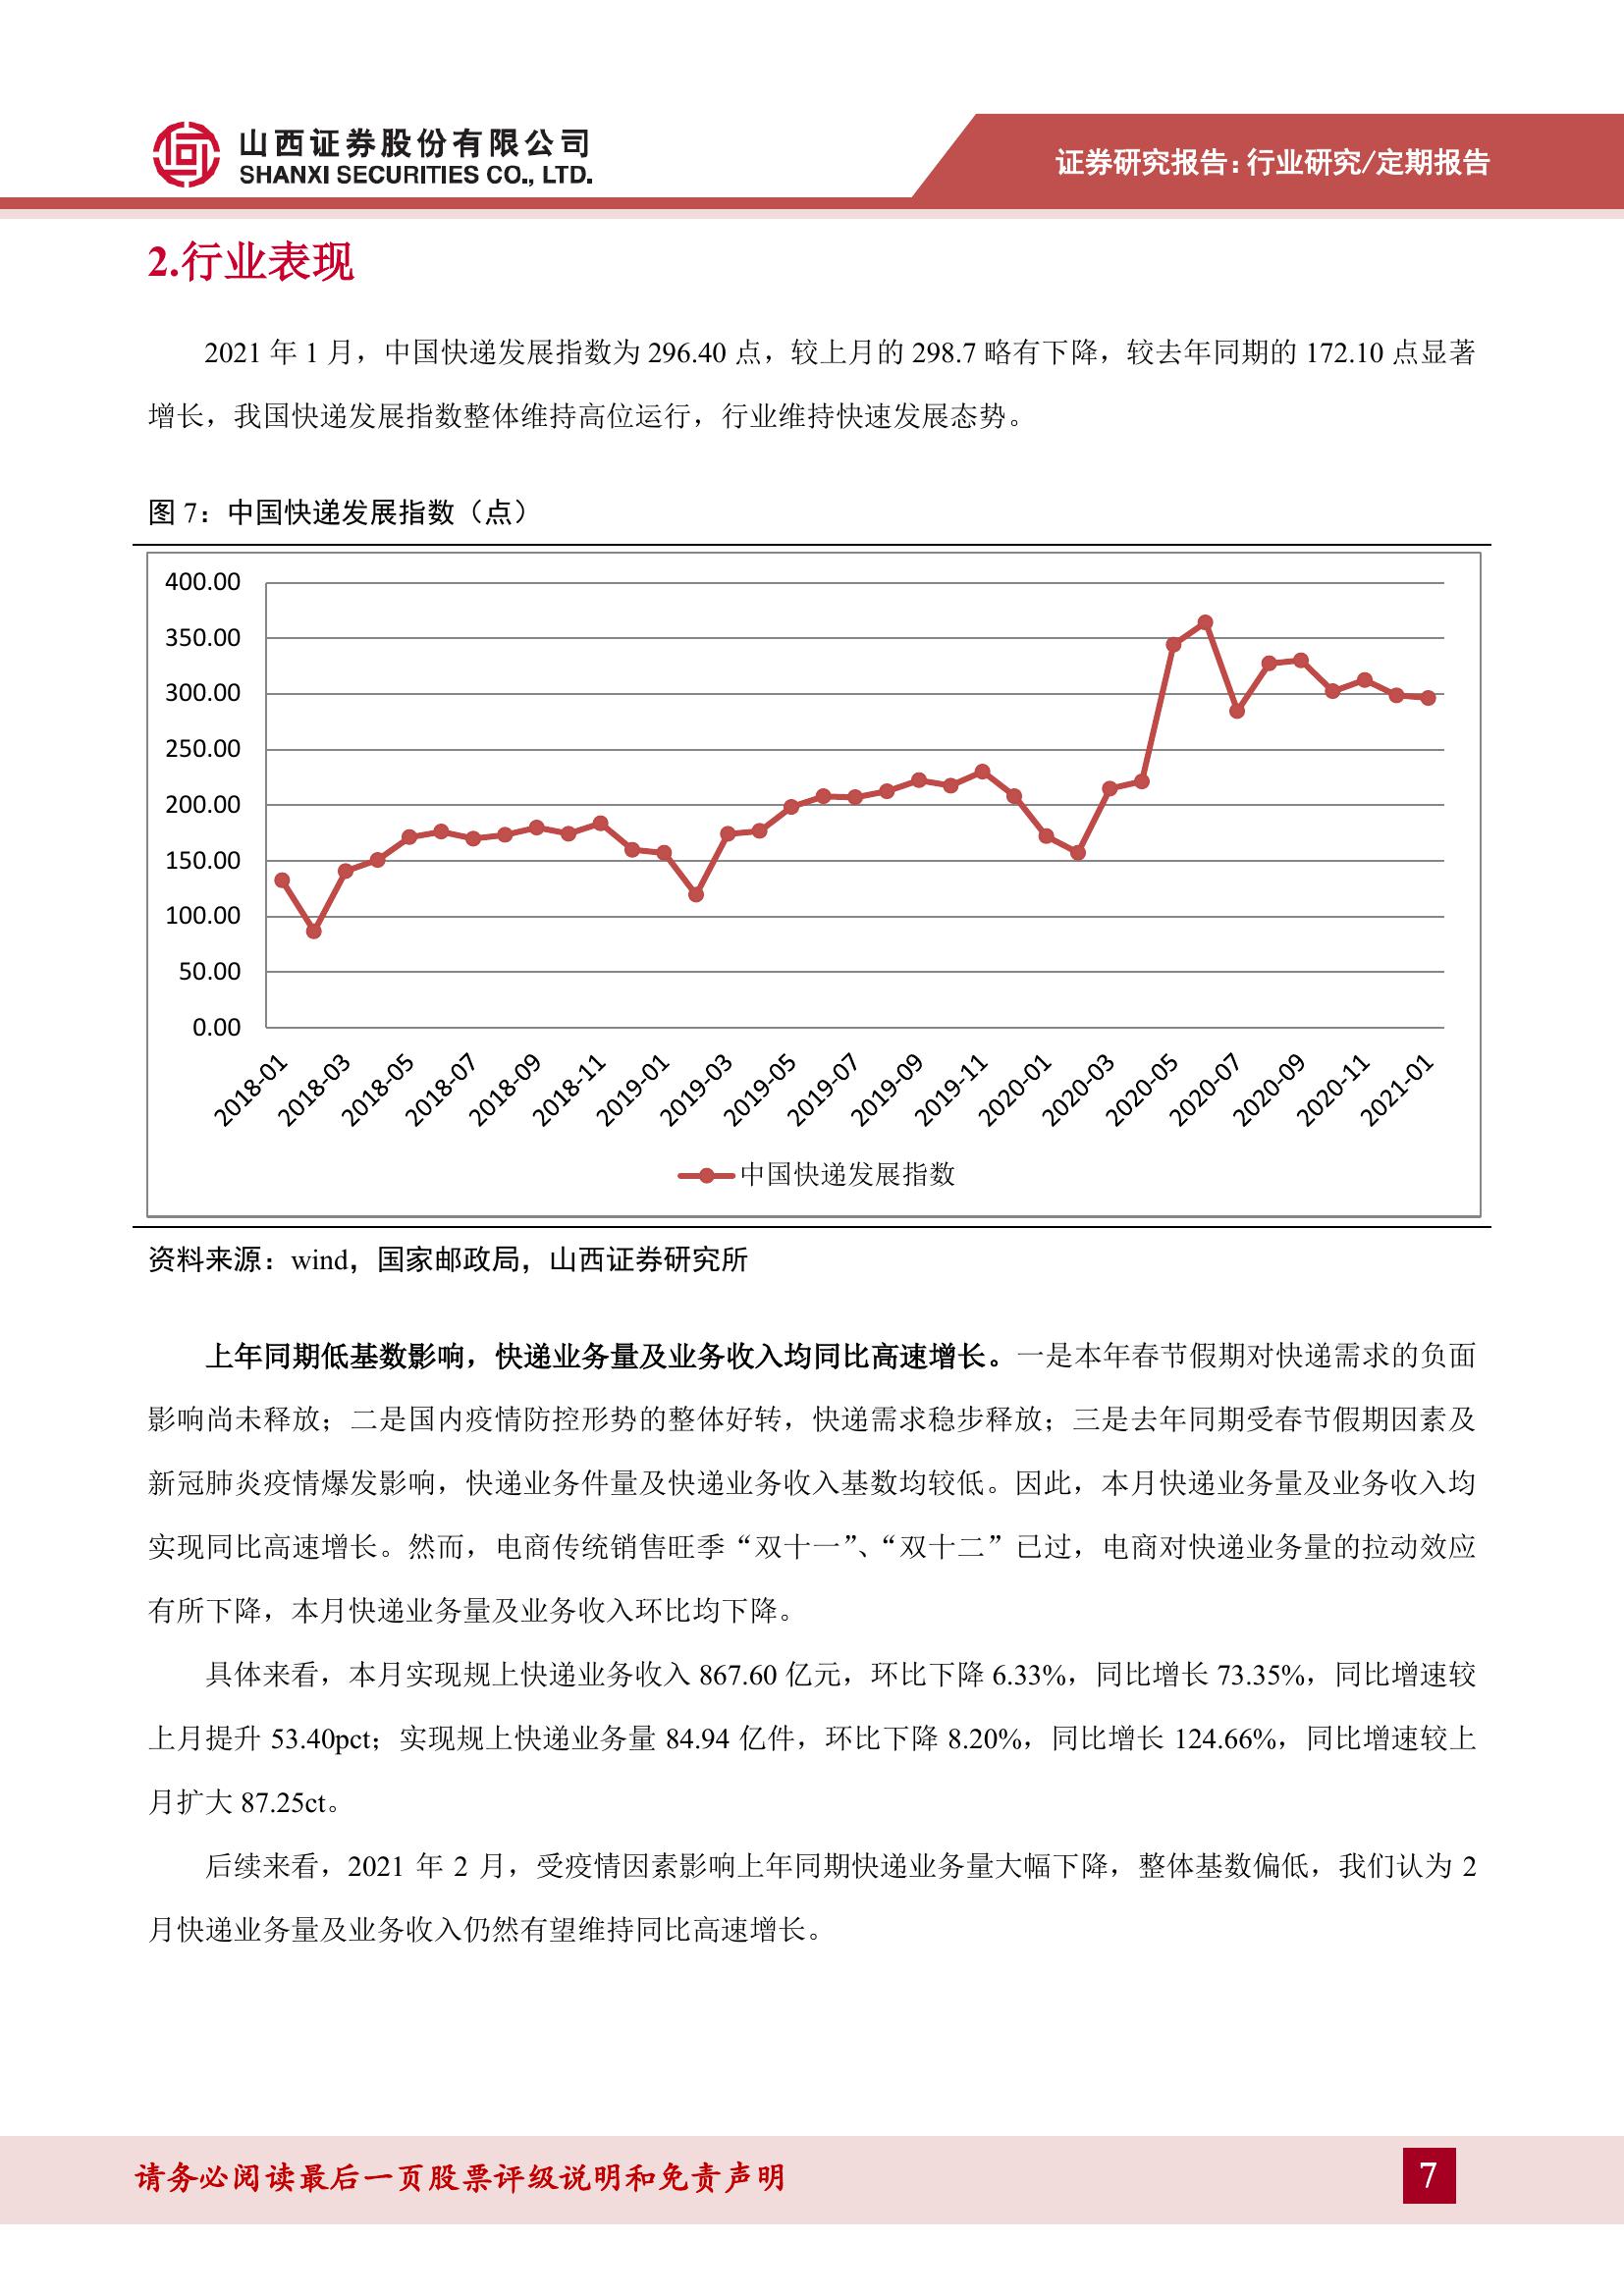 山西证券股份有限公司
SHANXI SECURITIES CO., LTD.
证券研究报告:行业研究/定期报告
2.行业表现
2021 年 1 月，中国快递发展指数为 296.40 点，较上月的 298.7 略有下降，较去年同期的 172.10 点显著
增长，我国快递发展指数整体维持高位运行，行业维持快速发展态势。
图 7：中国快递发展指数（点）
400.00
350.00
300.00
250.00
200.00
150.00
100.00
50.00
0.00
2018-01
2018-03
2018-05
2018-07
2018-09
2018-11
2019-01
2019-03
2019-05
2019-07
2019-09
2019-11
2020-01
2020-03
2020-05
2020-07
2020-09
2020-11
2021-01
中国快递发展指数
资料来源：wind，国家邮政局，山西证券研究所
上年同期低基数影响，快递业务量及业务收入均同比高速增长。一是本年春节假期对快递需求的负面
影响尚未释放；二是国内疫情防控形势的整体好转，快递需求稳步释放；三是去年同期受春节假期因素及
新冠肺炎疫情爆发影响，快递业务件量及快递业务收入基数均较低。因此，本月快递业务量及业务收入均
实现同比高速增长。然而，电商传统销售旺季“双十一”、“双十二”已过，电商对快递业务量的拉动效应
有所下降，本月快递业务量及业务收入环比均下降。
具体来看，本月实现规上快递业务收入 867.60 亿元，环比下降 6.33%，同比增长 73.35%，同比增速较
上月提升 53.40pct；实现规上快递业务量 84.94 亿件，环比下降 8.20%，同比增长 124.66%，同比增速较上
月扩大 87.25ct。
后续来看，2021 年 2 月，受疫情因素影响上年同期快递业务量大幅下降，整体基数偏低，我们认为 2
月快递业务量及业务收入仍然有望维持同比高速增长。
请务必阅读最后一页股票评级说明和免责声明
7